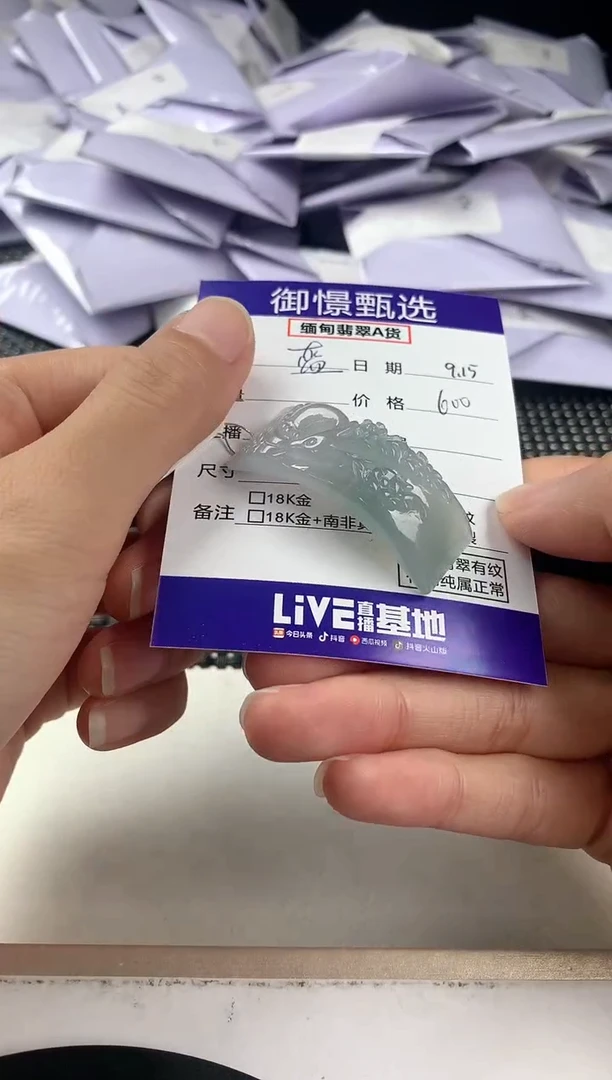 御憬甄选
缅甸翡翠A货
蓝 日期 9.15
价格 600
播
尺寸
□18K金
备注 □18K金+南非
翠有纹
纯属正常
LiVE直播基地
今日头条 抖音 西瓜视频 抖音火山版